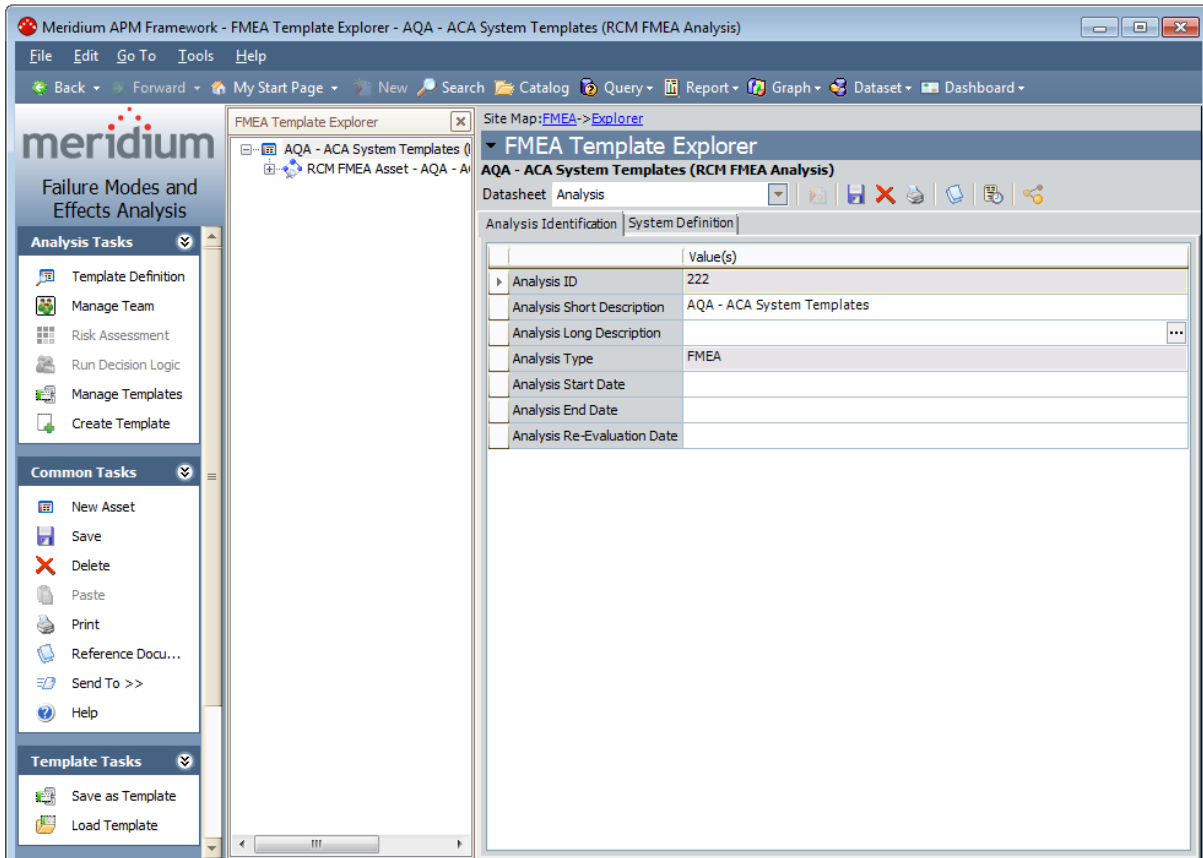 Meridium APM Framework - FMEA Template Explorer - AQA - ACA System Templates (RCM FMEA Analysis)
File Edit Go To Tools Help
Back Forward My Start Page New Search Catalog Query Report Graph Dataset Dashboard
meridium
Failure Modes and
Effects Analysis
Analysis Tasks
Template Definition
Manage Team
Risk Assessment
Run Decision Logic
Manage Templates
Create Template
Common Tasks
New Asset
Save
Delete
Paste
Print
Reference Docu...
Send To >>
Help
Template Tasks
Save as Template
Load Template
FMEA Template Explorer
AQA - ACA System Templates (
RCM FMEA Asset - AQA - A
Site Map:FMEA->Explorer
FMEA Template Explorer
AQA - ACA System Templates (RCM FMEA Analysis)
Datasheet Analysis
Analysis Identification System Definition
Value(s)
Analysis ID 222
Analysis Short Description AQA - ACA System Templates
Analysis Long Description ...
Analysis Type FMEA
Analysis Start Date
Analysis End Date
Analysis Re-Evaluation Date